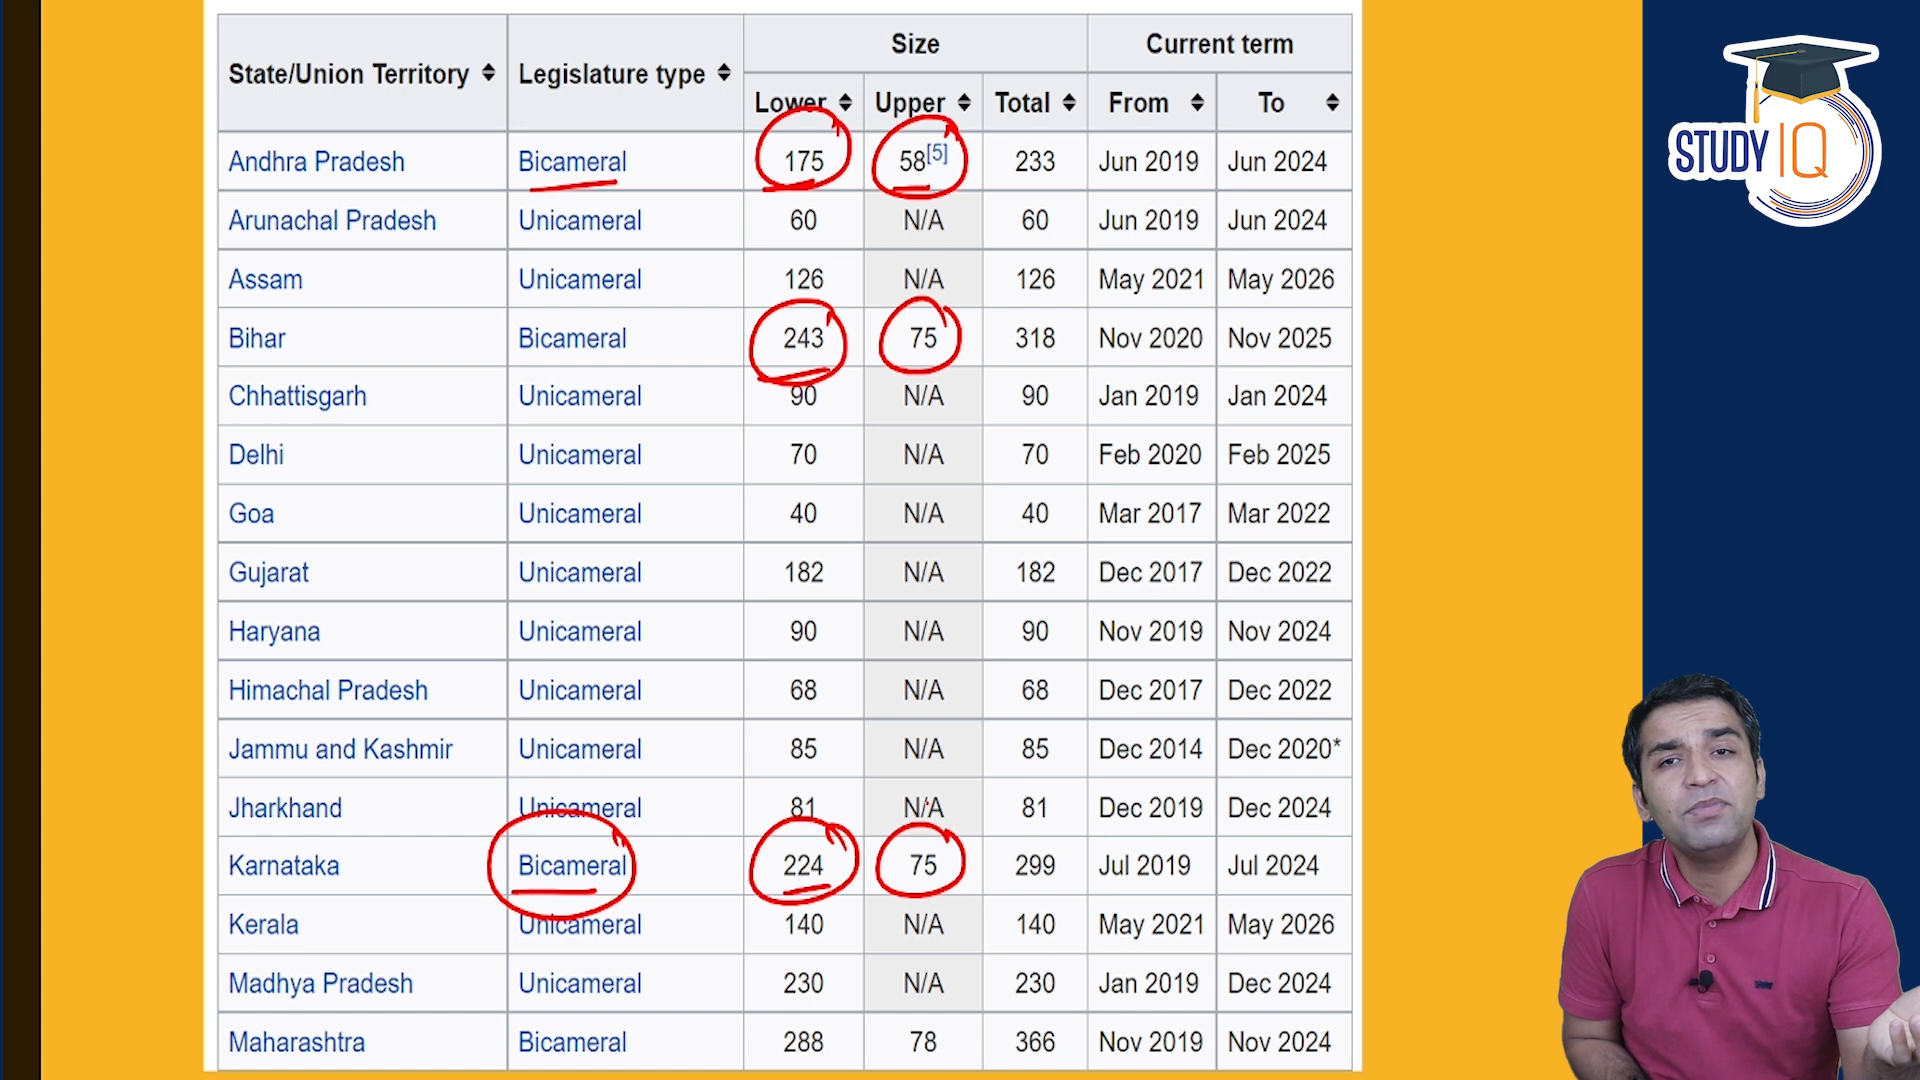 State/Union Territory Legislature type Size Current term
Lower Upper Total From To
Andhra Pradesh Bicameral 175 58[5] 233 Jun 2019 Jun 2024
Arunachal Pradesh Unicameral 60 N/A 60 Jun 2019 Jun 2024
Assam Unicameral 126 N/A 126 May 2021 May 2026
Bihar Bicameral 243 75 318 Nov 2020 Nov 2025
Chhattisgarh Unicameral 90 N/A 90 Jan 2019 Jan 2024
Delhi Unicameral 70 N/A 70 Feb 2020 Feb 2025
Goa Unicameral 40 N/A 40 Mar 2017 Mar 2022
Gujarat Unicameral 182 N/A 182 Dec 2017 Dec 2022
Haryana Unicameral 90 N/A 90 Nov 2019 Nov 2024
Himachal Pradesh Unicameral 68 N/A 68 Dec 2017 Dec 2022
Jammu and Kashmir Unicameral 85 N/A 85 Dec 2014 Dec 2020*
Jharkhand Unicameral 81 N/A 81 Dec 2019 Dec 2024
Karnataka Bicameral 224 75 299 Jul 2019 Jul 2024
Kerala Unicameral 140 N/A 140 May 2021 May 2026
Madhya Pradesh Unicameral 230 N/A 230 Jan 2019 Dec 2024
Maharashtra Bicameral 288 78 366 Nov 2019 Nov 2024
STUDY IQ